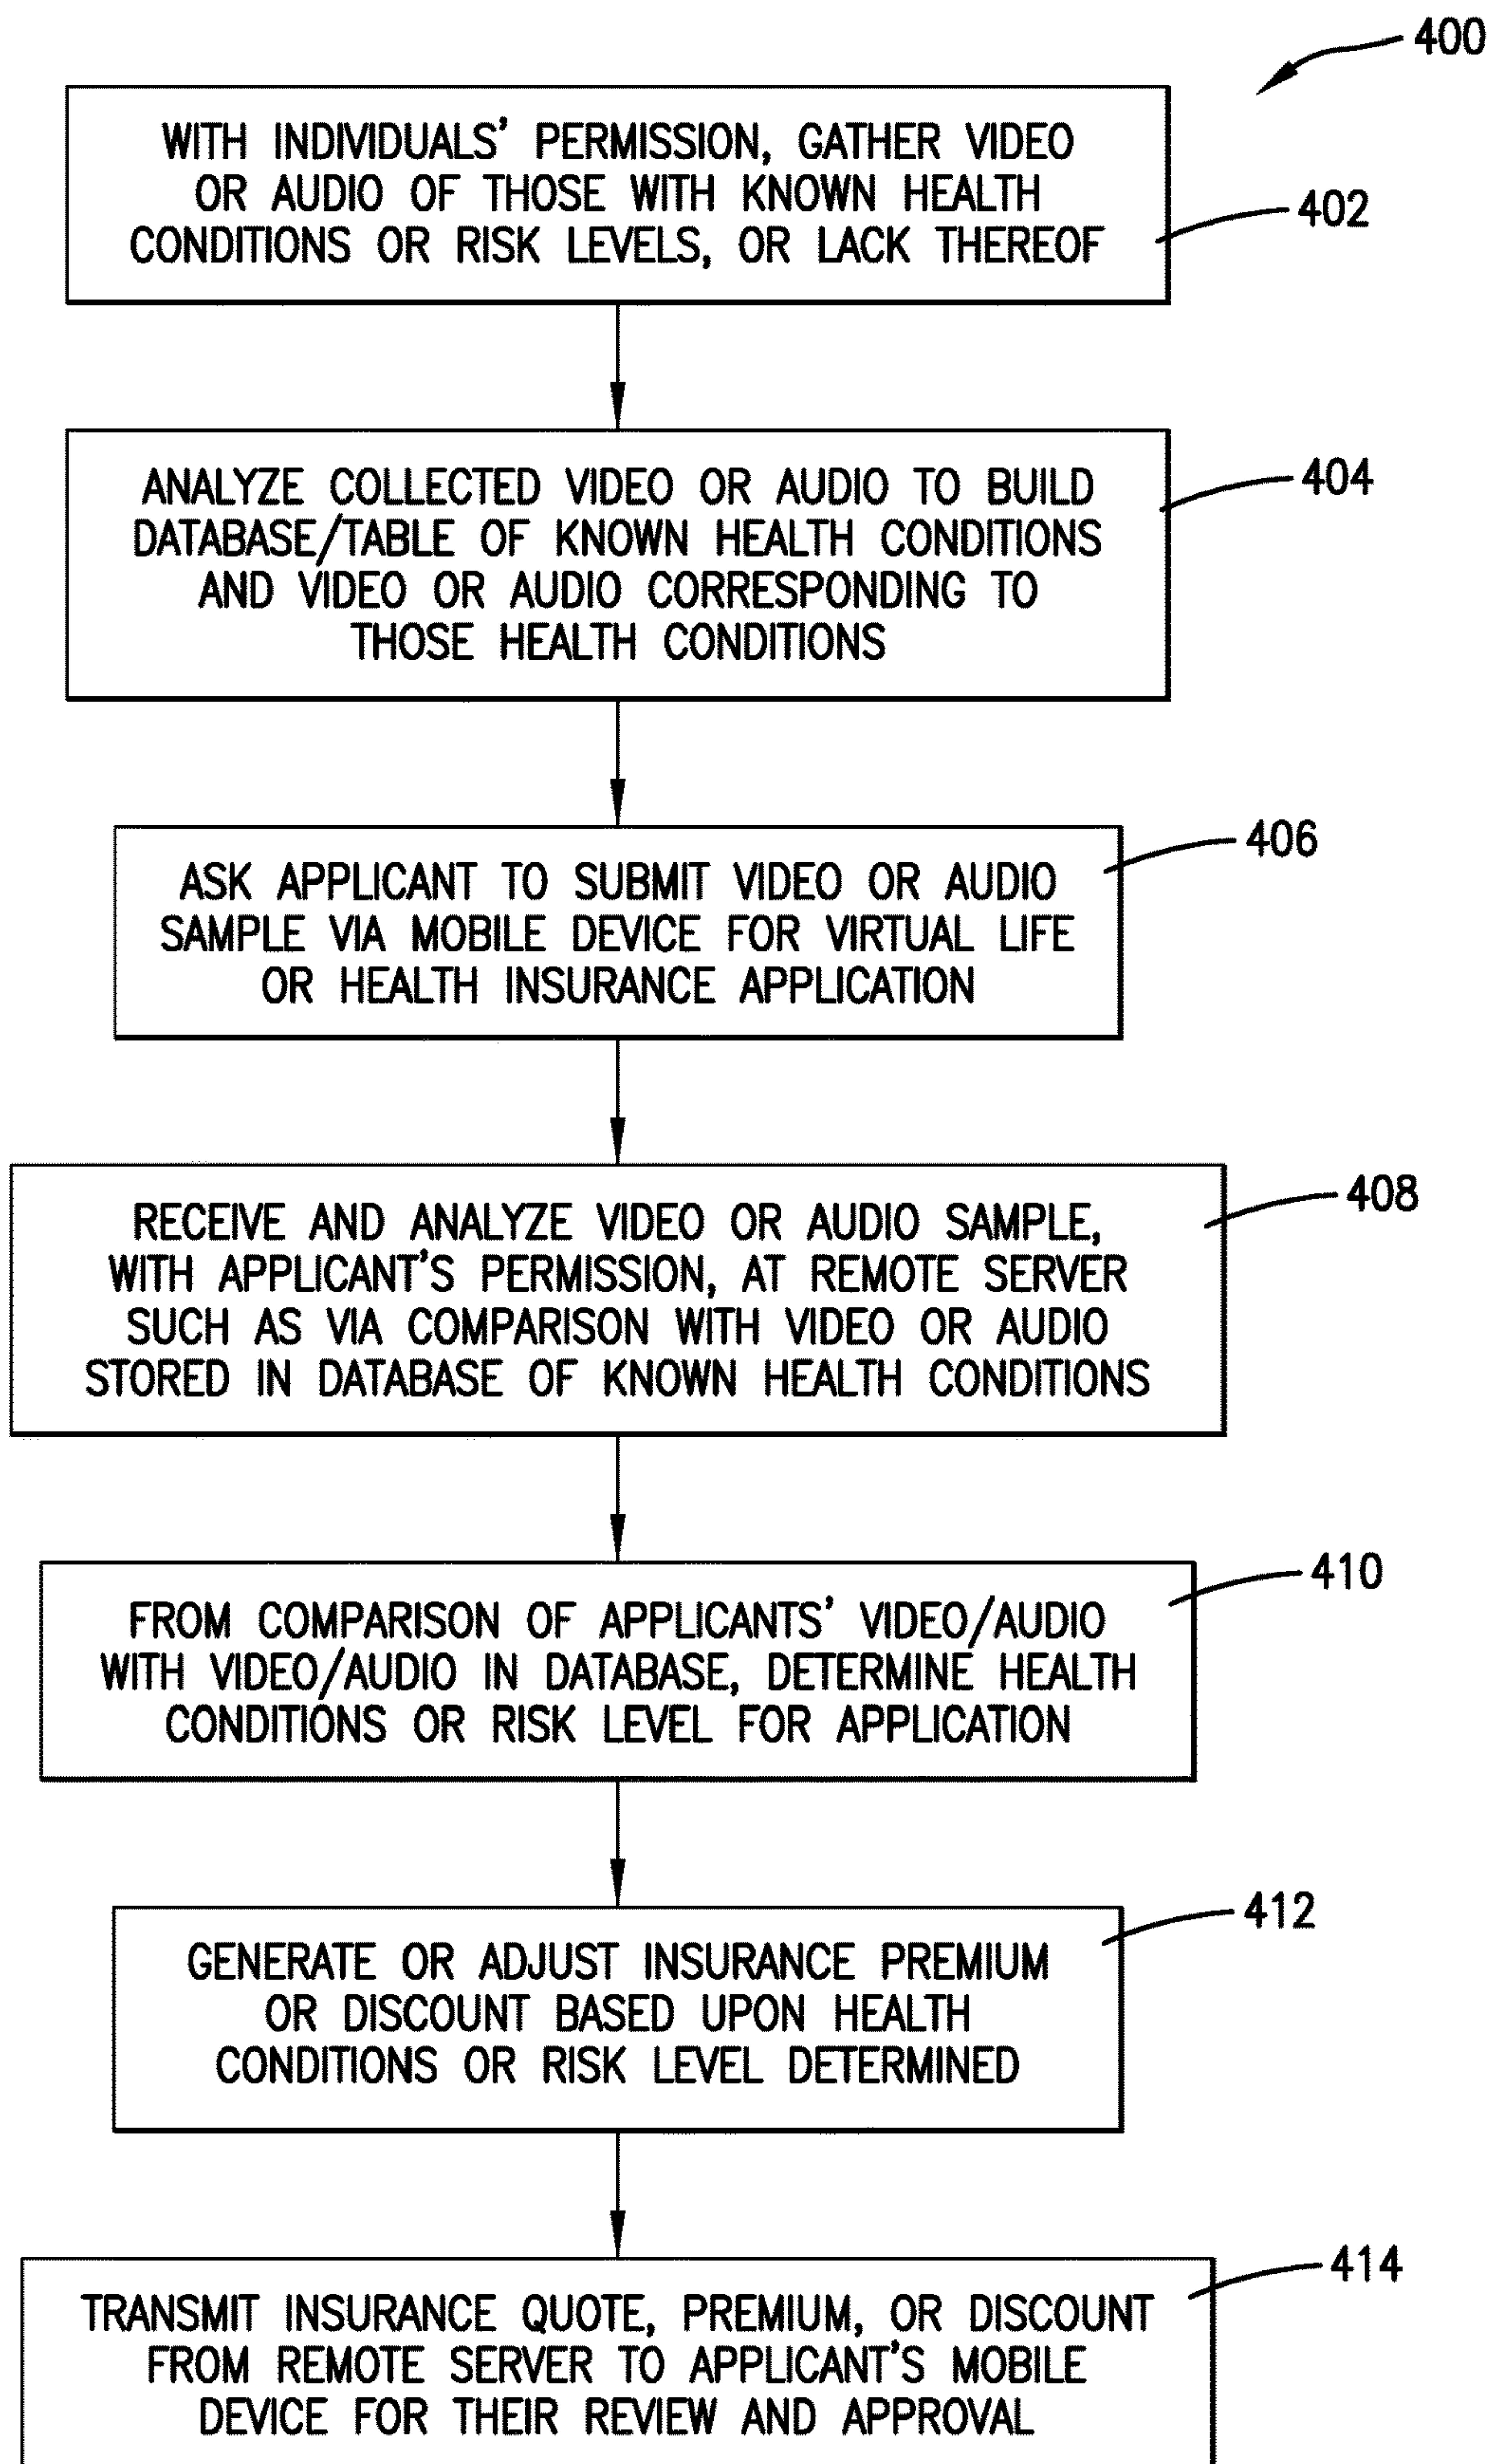 400
WITH INDIVIDUALS' PERMISSION, GATHER VIDEO
OR AUDIO OF THOSE WITH KNOWN HEALTH
CONDITIONS OR RISK LEVELS, OR LACK THEREOF
402
ANALYZE COLLECTED VIDEO OR AUDIO TO BUILD
DATABASE/TABLE OF KNOWN HEALTH CONDITIONS
AND VIDEO OR AUDIO CORRESPONDING TO
THOSE HEALTH CONDITIONS
404
ASK APPLICANT TO SUBMIT VIDEO OR AUDIO
SAMPLE VIA MOBILE DEVICE FOR VIRTUAL LIFE
OR HEALTH INSURANCE APPLICATION
406
RECEIVE AND ANALYZE VIDEO OR AUDIO SAMPLE,
WITH APPLICANT'S PERMISSION, AT REMOTE SERVER
SUCH AS VIA COMPARISON WITH VIDEO OR AUDIO
STORED IN DATABASE OF KNOWN HEALTH CONDITIONS
408
FROM COMPARISON OF APPLICANTS' VIDEO/AUDIO
WITH VIDEO/AUDIO IN DATABASE, DETERMINE HEALTH
CONDITIONS OR RISK LEVEL FOR APPLICATION
410
GENERATE OR ADJUST INSURANCE PREMIUM
OR DISCOUNT BASED UPON HEALTH
CONDITIONS OR RISK LEVEL DETERMINED
412
TRANSMIT INSURANCE QUOTE, PREMIUM, OR DISCOUNT
FROM REMOTE SERVER TO APPLICANT'S MOBILE
DEVICE FOR THEIR REVIEW AND APPROVAL
414